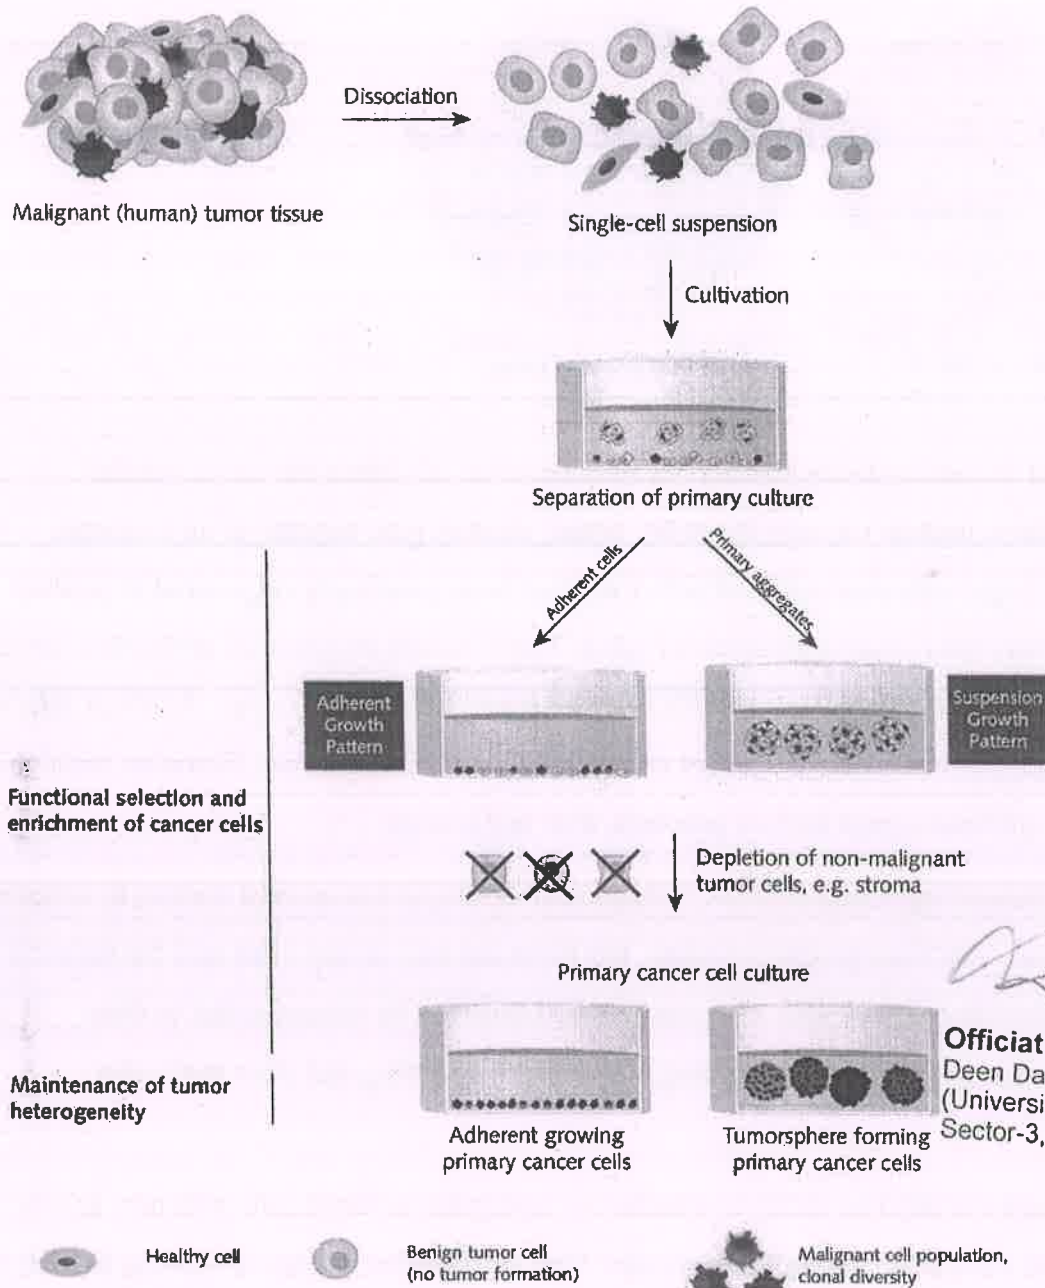 Dissociation
Malignant (human) tumor tissue
Single-cell suspension
Cultivation
Separation of primary culture
Adherent cells
Primary aggregates
Adherent
Growth
Pattern
Suspension
Growth
Pattern
Functional selection and
enrichment of cancer cells
Depletion of non-malignant
tumor cells, e.g. stroma
Primary cancer cell culture
Maintenance of tumor
heterogeneity
Adherent growing
primary cancer cells
Tumorsphere forming
primary cancer cells
Officiat
Deen Da
(Universi
Sector-3,
Healthy cell
Benign tumor cell
(no tumor formation)
Malignant cell population,
clonal diversity